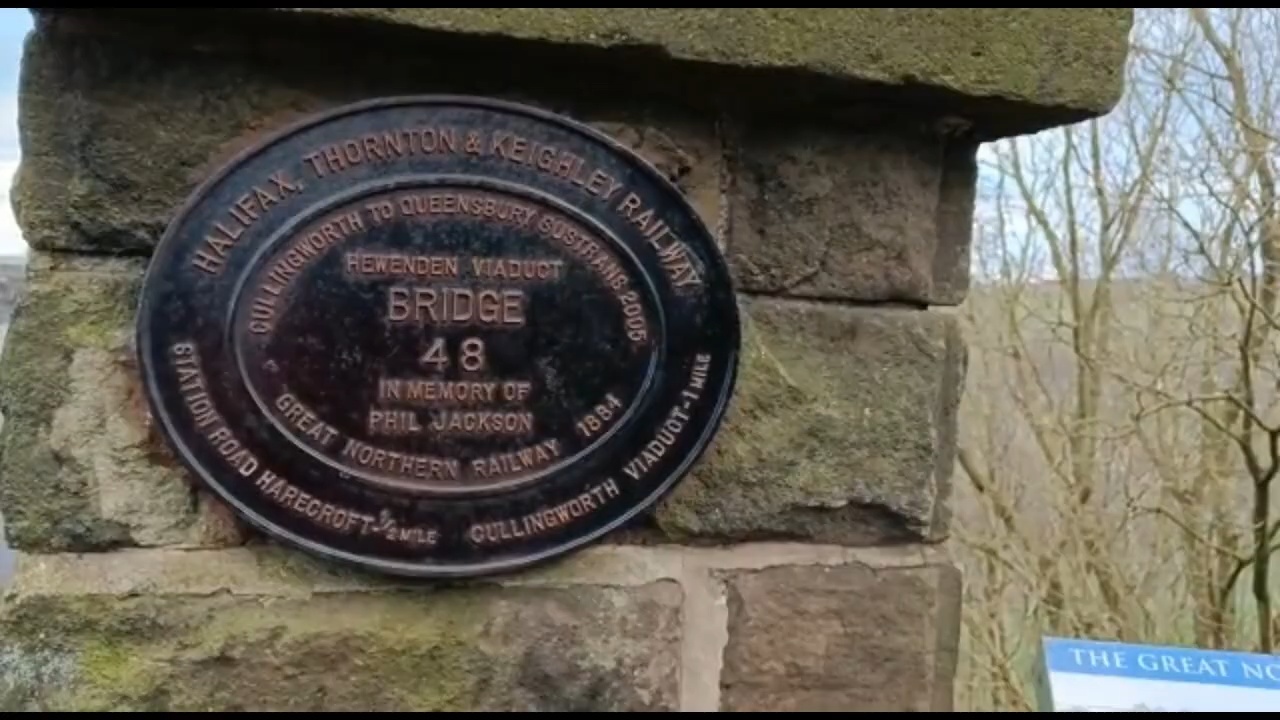 HALIFAX, THORNTON & KEIGHLEY RAILWAY
CULLINGWORTH TO QUEENSBURY SUSTRANS 2005
HEWENDEN VIADUCT
BRIDGE
48
IN MEMORY OF
PHIL JACKSON
GREAT NORTHERN RAILWAY 1884
STATION ROAD HARECROFT-½ MILE CULLINGWORTH VIADUCT-1 MILE
THE GREAT NO